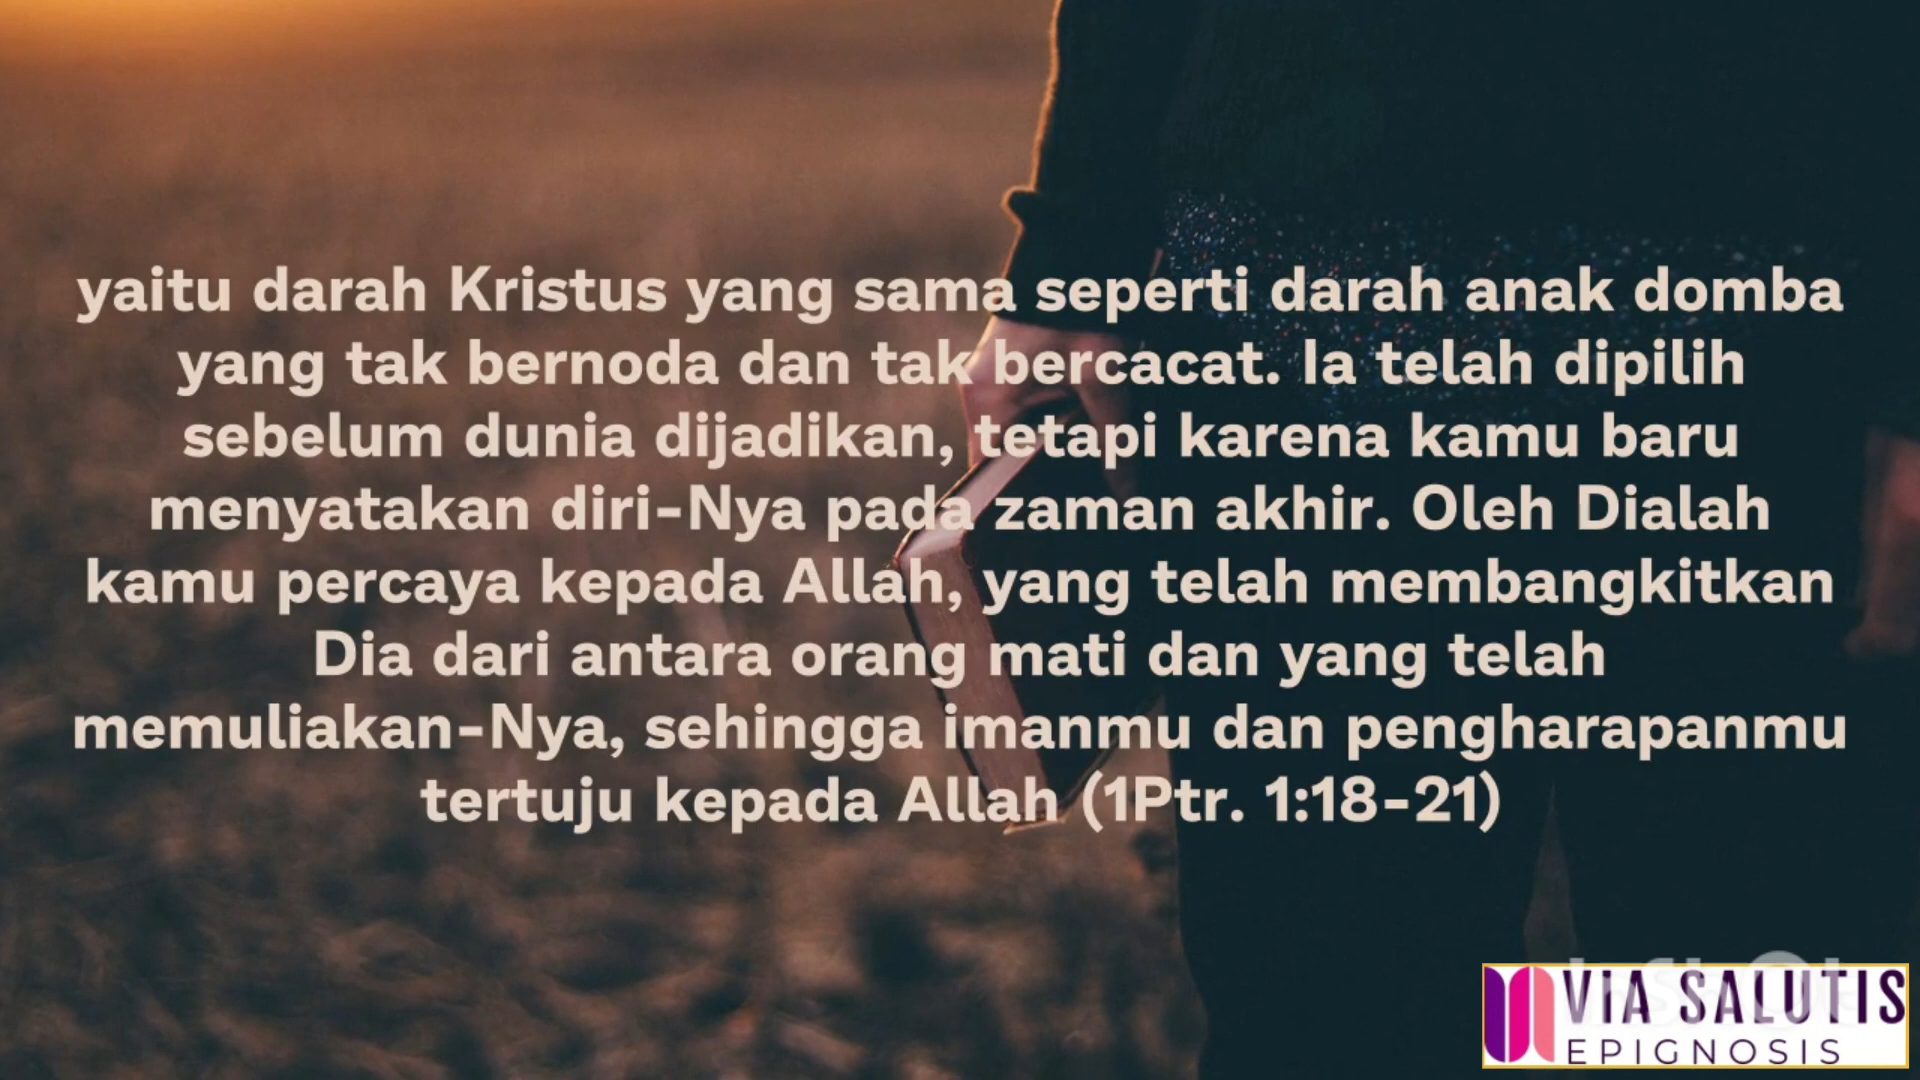 yaitu darah Kristus yang sama seperti darah anak domba
yang tak bernoda dan tak bercacat. Ia telah dipilih
sebelum dunia dijadikan, tetapi karena kamu baru
menyatakan diri-Nya pada zaman akhir. Oleh Dialah
kamu percaya kepada Allah, yang telah membangkitkan
Dia dari antara orang mati dan yang telah
memuliakan-Nya, sehingga imanmu dan pengharapanmu
tertuju kepada Allah (1Ptr. 1:18-21)
VIA SALUTIS
EPIGNOSIS